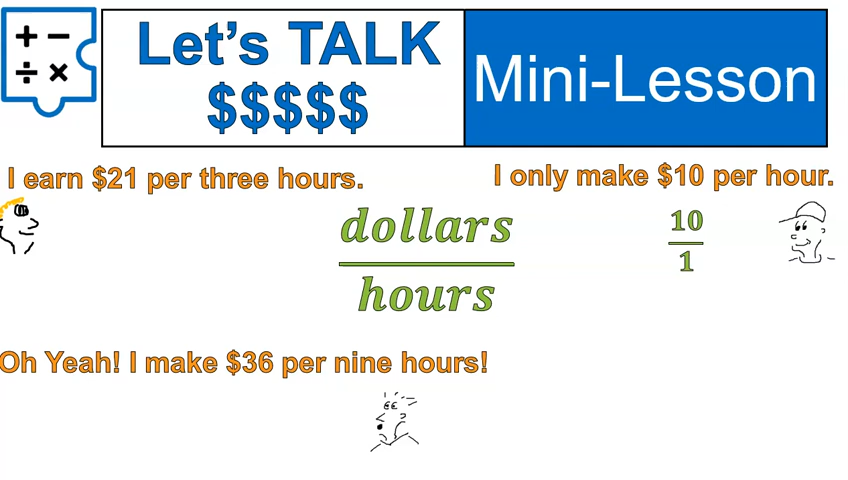 + −
÷ ×
Let's TALK
$$$$$
Mini-Lesson
I earn $21 per three hours.
I only make $10 per hour.
dollars
hours
10
1
Oh Yeah! I make $36 per nine hours!